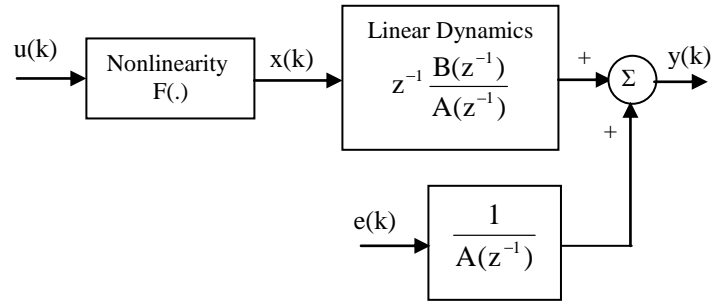 u(k)
Nonlinearity
F(.)
x(k)
Linear Dynamics
z⁻¹ B(z⁻¹) / A(z⁻¹)
+
Σ
y(k)
+
e(k)
1 / A(z⁻¹)